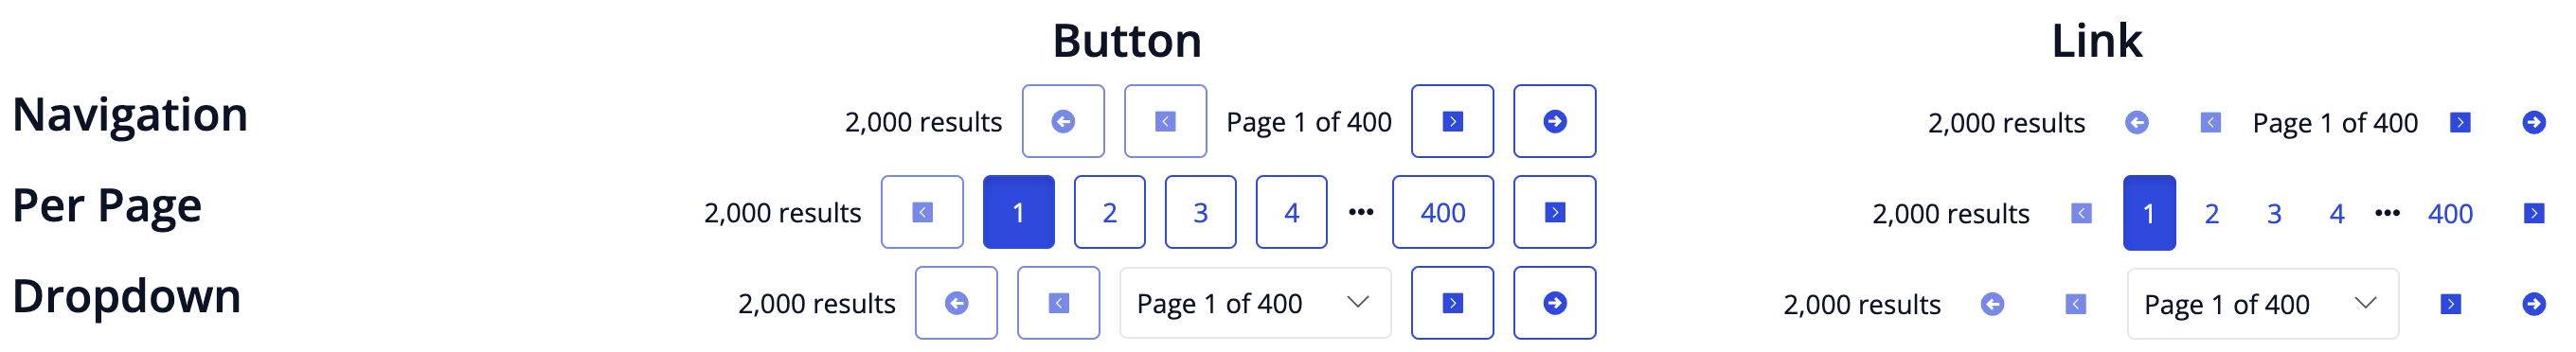 Button Link
Navigation 2,000 results Page 1 of 400 2,000 results Page 1 of 400
Per Page 2,000 results 1 2 3 4 ••• 400 2,000 results 1 2 3 4 ••• 400
Dropdown 2,000 results Page 1 of 400 2,000 results Page 1 of 400